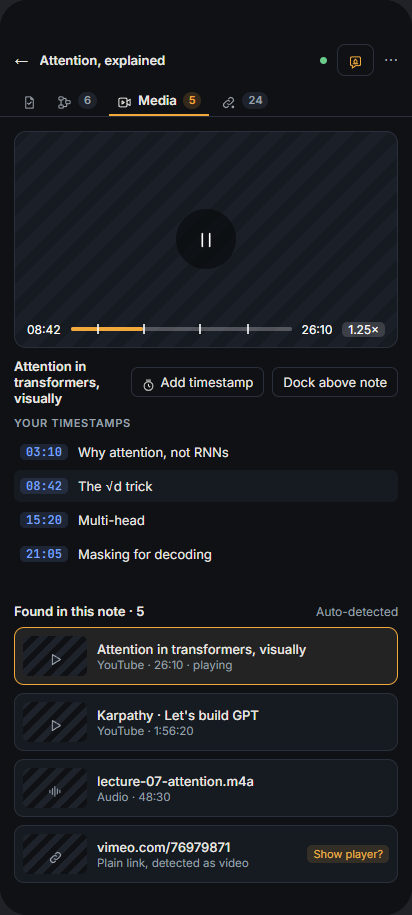 ← Attention, explained ···
6 Media 5 24
08:42 26:10 1.25×
Attention in
transformers,
visually
Add timestamp Dock above note
YOUR TIMESTAMPS
03:10 Why attention, not RNNs
08:42 The √d trick
15:20 Multi-head
21:05 Masking for decoding
Found in this note · 5 Auto-detected
Attention in transformers, visually
YouTube · 26:10 · playing
Karpathy · Let's build GPT
YouTube · 1:56:20
lecture-07-attention.m4a
Audio · 48:30
vimeo.com/76979871
Plain link, detected as video
Show player?